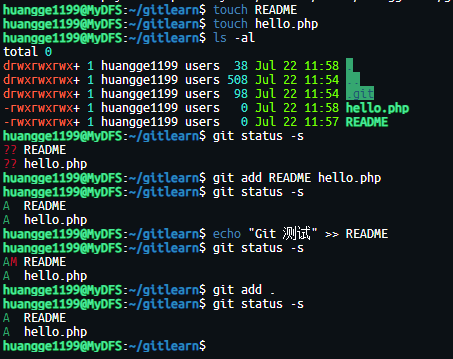 huangge1199@MyDFS:~/gitlearn$ touch README
huangge1199@MyDFS:~/gitlearn$ touch hello.php
huangge1199@MyDFS:~/gitlearn$ ls -al
total 0
drwxrwxrwx+ 1 huangge1199 users  38 Jul 22 11:58 .
drwxrwxrwx+ 1 huangge1199 users 508 Jul 22 11:54 ..
drwxrwxrwx+ 1 huangge1199 users  98 Jul 22 11:54 .git
-rwxrwxrwx+ 1 huangge1199 users   0 Jul 22 11:58 hello.php
-rwxrwxrwx+ 1 huangge1199 users   0 Jul 22 11:57 README
huangge1199@MyDFS:~/gitlearn$ git status -s
?? README
?? hello.php
huangge1199@MyDFS:~/gitlearn$ git add README hello.php
huangge1199@MyDFS:~/gitlearn$ git status -s
A  README
A  hello.php
huangge1199@MyDFS:~/gitlearn$ echo "Git 测试" >> README
huangge1199@MyDFS:~/gitlearn$ git status -s
AM README
A  hello.php
huangge1199@MyDFS:~/gitlearn$ git add .
huangge1199@MyDFS:~/gitlearn$ git status -s
A  README
A  hello.php
huangge1199@MyDFS:~/gitlearn$